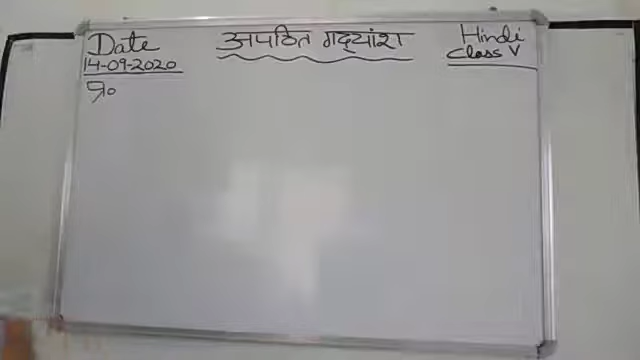 Date
14-09-2020
अपठित गद्यांश
Hindi
Class V
प्र०